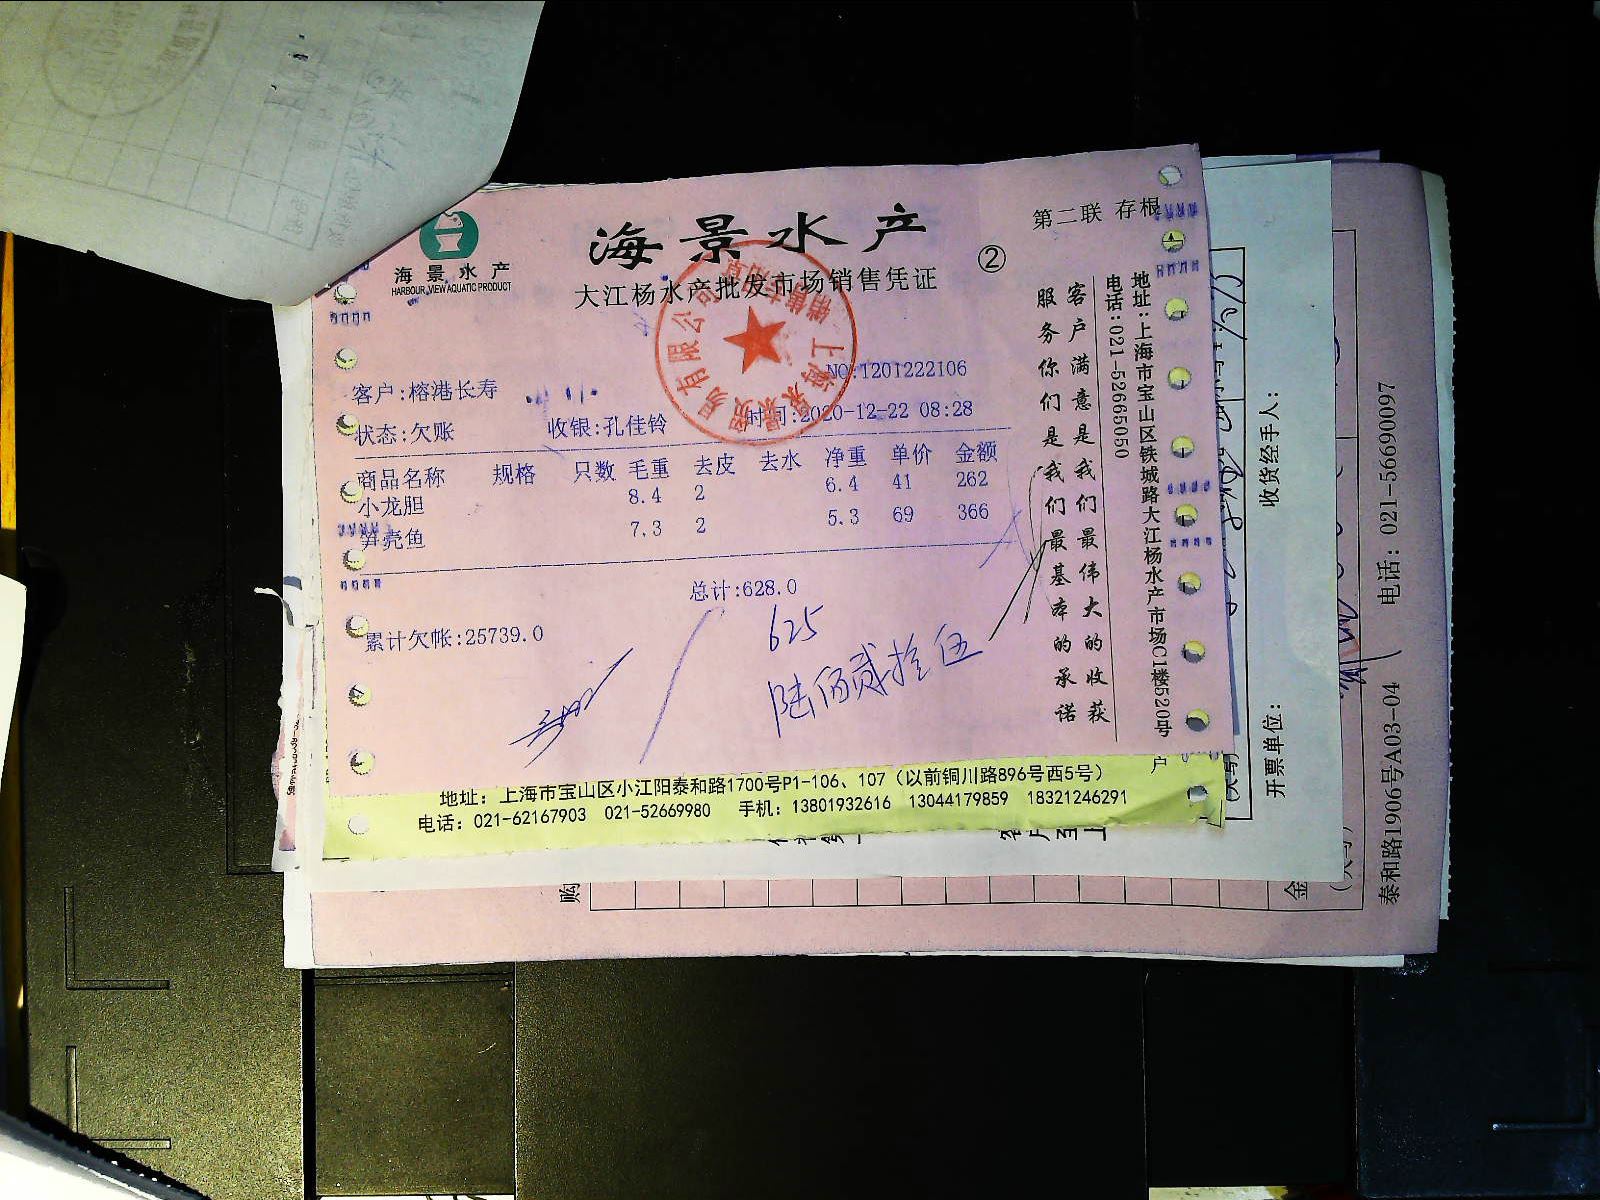 海景水产
HARBOUR VIEW AQUATIC PRODUCT
海景水产
大江杨水产批发市场销售凭证
②
第二联 存根
客户:榕港长寿
NO:1201222106
状态:欠账 收银:孔佳铃 时间:2020-12-22 08:28
商品名称 规格 只数 毛重 去皮 去水 净重 单价 金额
小龙胆 8.4 2 6.4 41 262
笋壳鱼 7.3 2 5.3 69 366
总计:628.0
累计欠帐:25739.0
625
陆佰贰拾伍
客户满意是我们最伟大的收获
服务你们是我们最基本的承诺
地址:上海市宝山区铁城路大江杨水产市场C1楼520号
电话:021-52665050
地址: 上海市宝山区小江阳泰和路1700号P1-106、107 (以前铜川路896号西5号)
电话: 021-62167903 021-52669980 手机: 13801932616 13044179859 18321246291
户
收货经手人:
开票单位:
购
金
泰和路1906号A03-04 电话: 021-56690097